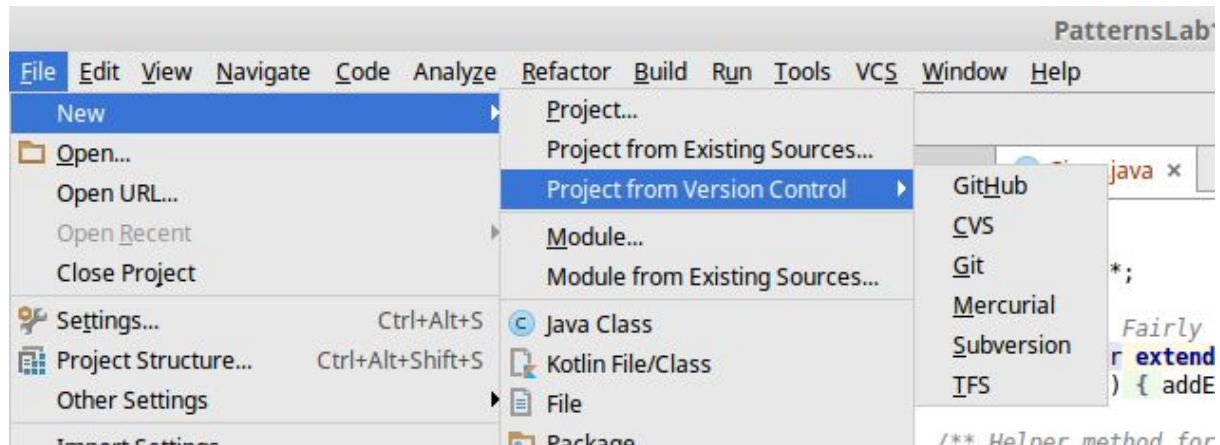 PatternsLab
File Edit View Navigate Code Analyze Refactor Build Run Tools VCS Window Help
New
Open...
Open URL...
Open Recent
Close Project
Settings... Ctrl+Alt+S
Project Structure... Ctrl+Alt+Shift+S
Other Settings
Import Settings
Project...
Project from Existing Sources...
Project from Version Control
Module...
Module from Existing Sources...
Java Class
Kotlin File/Class
File
Package
GitHub
CVS
Git
Mercurial
Subversion
TFS
java ×
*;
Fairly
r extend
) { addE
/** Helper method for